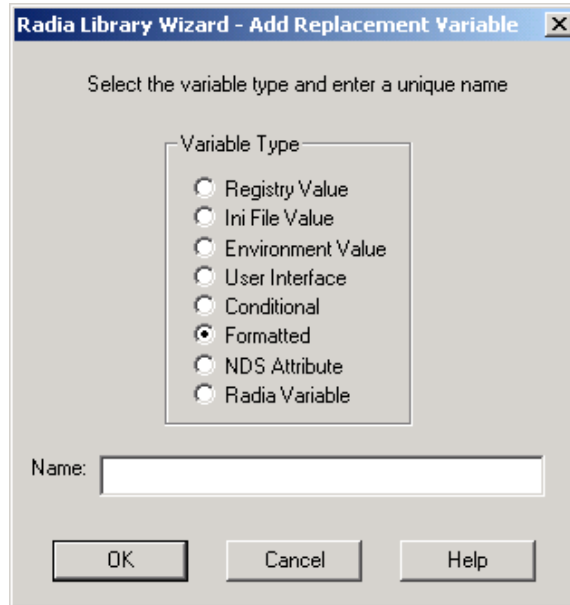 Radia Library Wizard - Add Replacement Variable
Select the variable type and enter a unique name
Variable Type
Registry Value
Ini File Value
Environment Value
User Interface
Conditional
Formatted
NDS Attribute
Radia Variable
Name:
OK Cancel Help